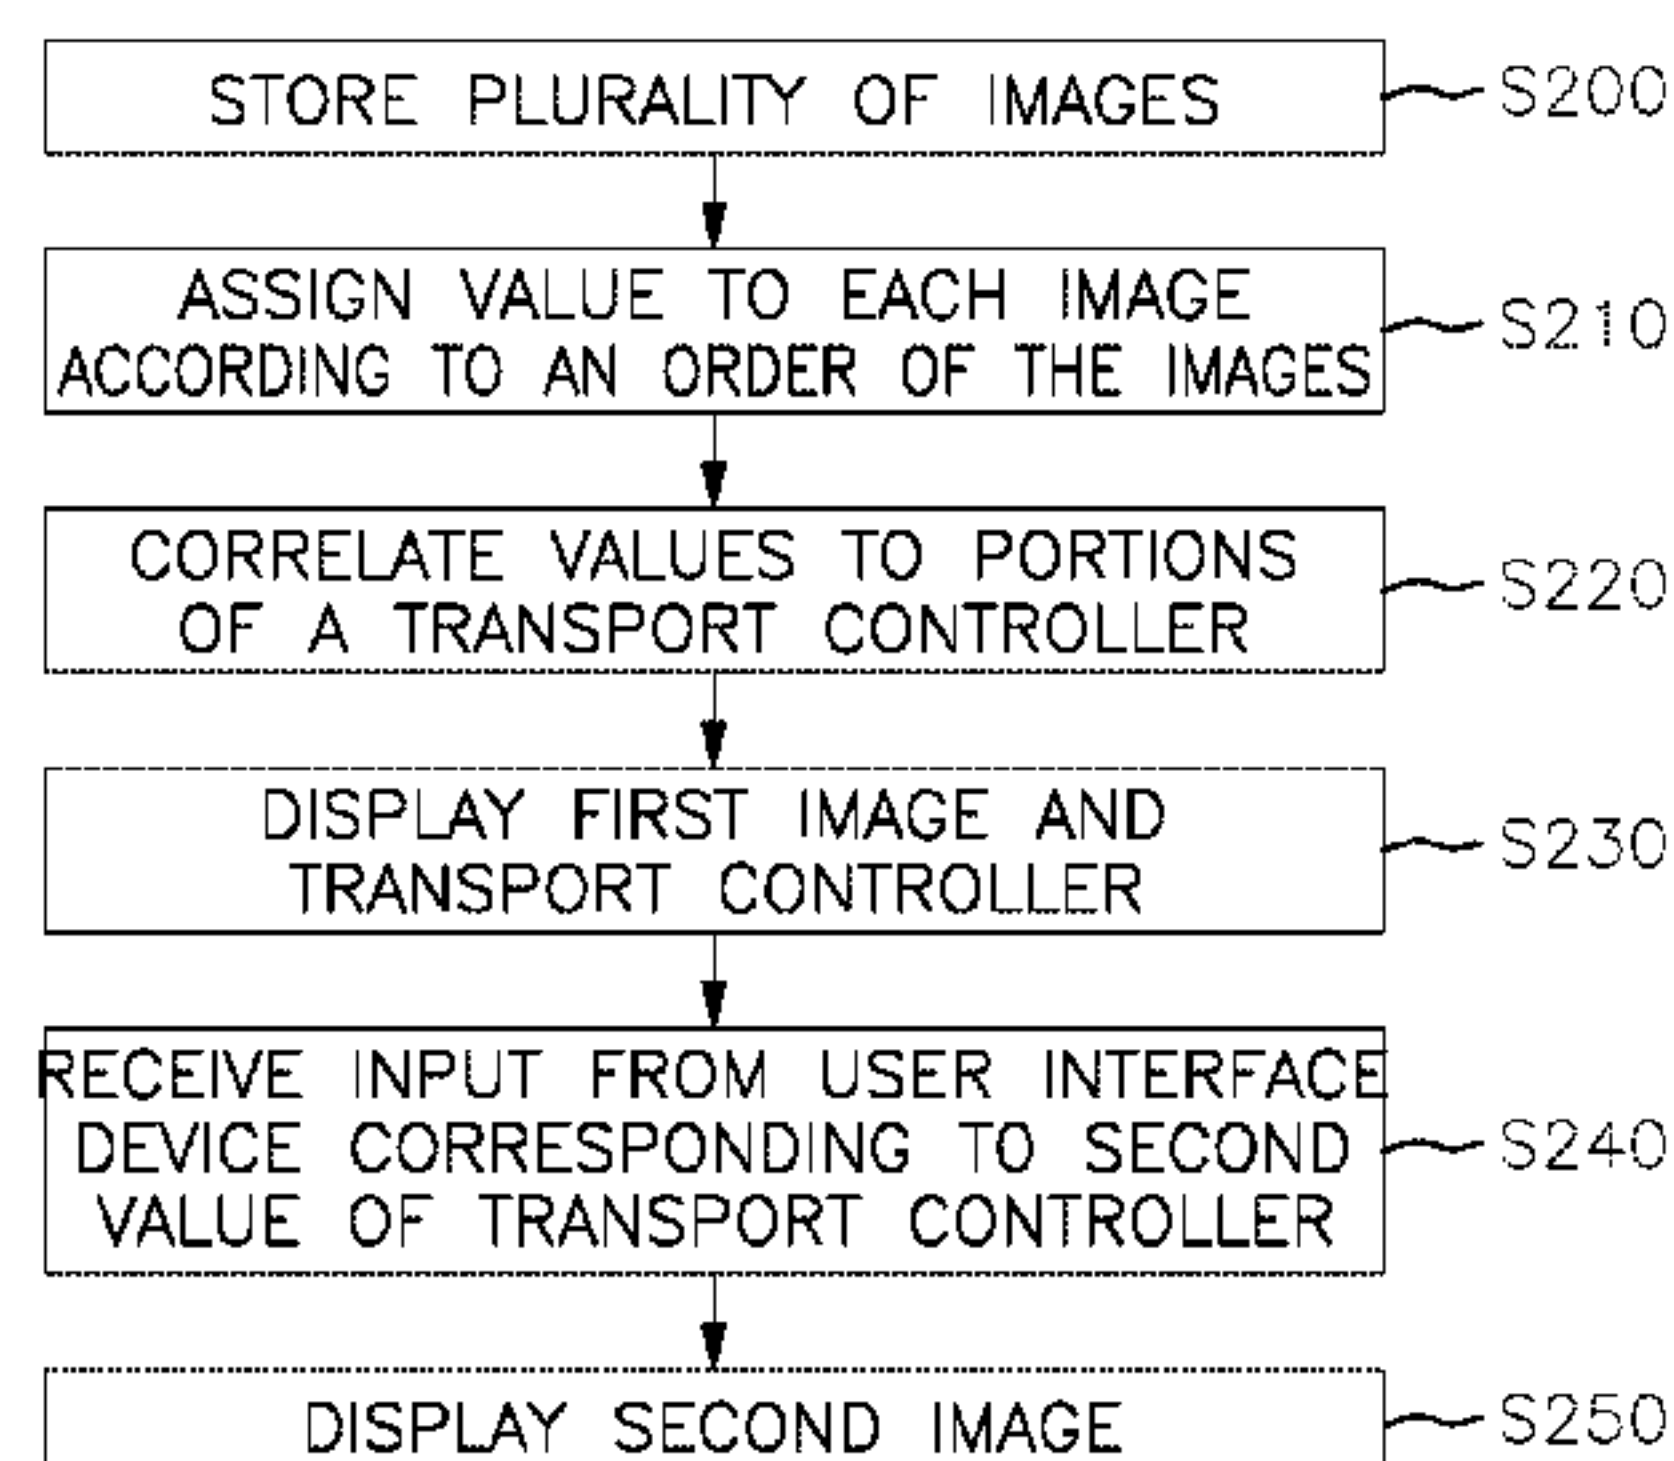 STORE PLURALITY OF IMAGES
S200
ASSIGN VALUE TO EACH IMAGE
ACCORDING TO AN ORDER OF THE IMAGES
S210
CORRELATE VALUES TO PORTIONS
OF A TRANSPORT CONTROLLER
S220
DISPLAY FIRST IMAGE AND
TRANSPORT CONTROLLER
S230
RECEIVE INPUT FROM USER INTERFACE
DEVICE CORRESPONDING TO SECOND
VALUE OF TRANSPORT CONTROLLER
S240
DISPLAY SECOND IMAGE
S250